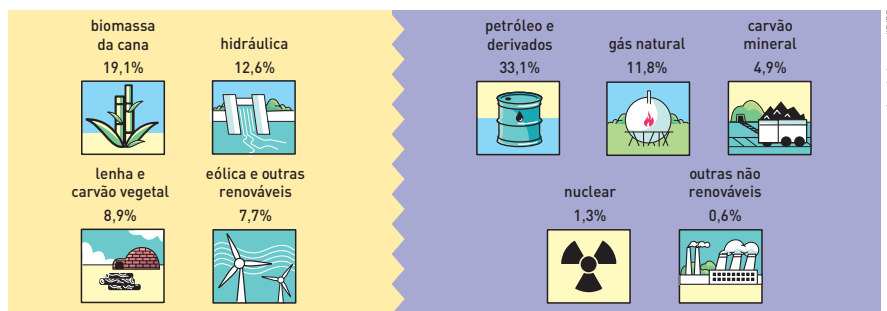 biomassa
da cana
19,1%
hidráulica
12,6%
lenha e
carvão vegetal
8,9%
eólica e outras
renováveis
7,7%
petróleo e
derivados
33,1%
gás natural
11,8%
carvão
mineral
4,9%
nuclear
1,3%
outras não
renováveis
0,6%